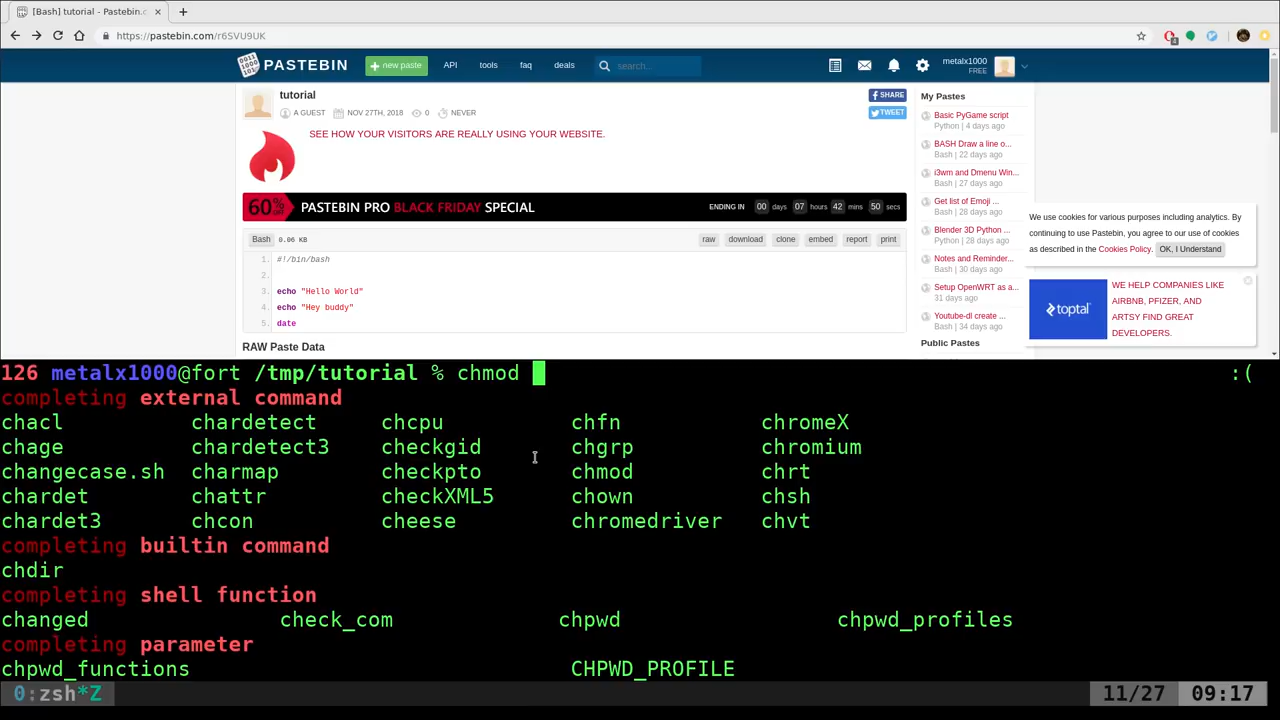 [Bash] tutorial - Pastebin.c
https://pastebin.com/r6SVU9UK
PASTEBIN + new paste API tools faq deals search... metalx1000
FREE
tutorial
A GUEST NOV 27TH, 2018 0 NEVER
SHARE
TWEET
SEE HOW YOUR VISITORS ARE REALLY USING YOUR WEBSITE.
60% OFF PASTEBIN PRO BLACK FRIDAY SPECIAL ENDING IN 00 days 07 hours 42 mins 50 secs
Bash 0.06 KB raw download clone embed report print
1. #!/bin/bash
2.
3. echo "Hello World"
4. echo "Hey buddy"
5. date
RAW Paste Data
My Pastes
Basic PyGame script
Python | 4 days ago
BASH Draw a line o...
Bash | 22 days ago
i3wm and Dmenu Win...
Bash | 27 days ago
Get list of Emoji ...
Bash | 28 days ago
Blender 3D Python ...
Python | 28 days ago
Notes and Reminder...
Bash | 30 days ago
Setup OpenWRT as a...
31 days ago
Youtube-dl create ...
Bash | 34 days ago
Public Pastes
We use cookies for various purposes including analytics. By
continuing to use Pastebin, you agree to our use of cookies
as described in the Cookies Policy. OK, I Understand
toptal
WE HELP COMPANIES LIKE
AIRBNB, PFIZER, AND
ARTSY FIND GREAT
DEVELOPERS.
126 metalx1000@fort /tmp/tutorial % chmod :(
completing external command
chacl chardetect chcpu chfn chromeX
chage chardetect3 checkgid chgrp chromium
changecase.sh charmap checkpto chmod chrt
chardet chattr checkXML5 chown chsh
chardet3 chcon cheese chromedriver chvt
completing builtin command
chdir
completing shell function
changed check_com chpwd chpwd_profiles
completing parameter
chpwd_functions CHPWD_PROFILE
0:zsh*Z 11/27 09:17